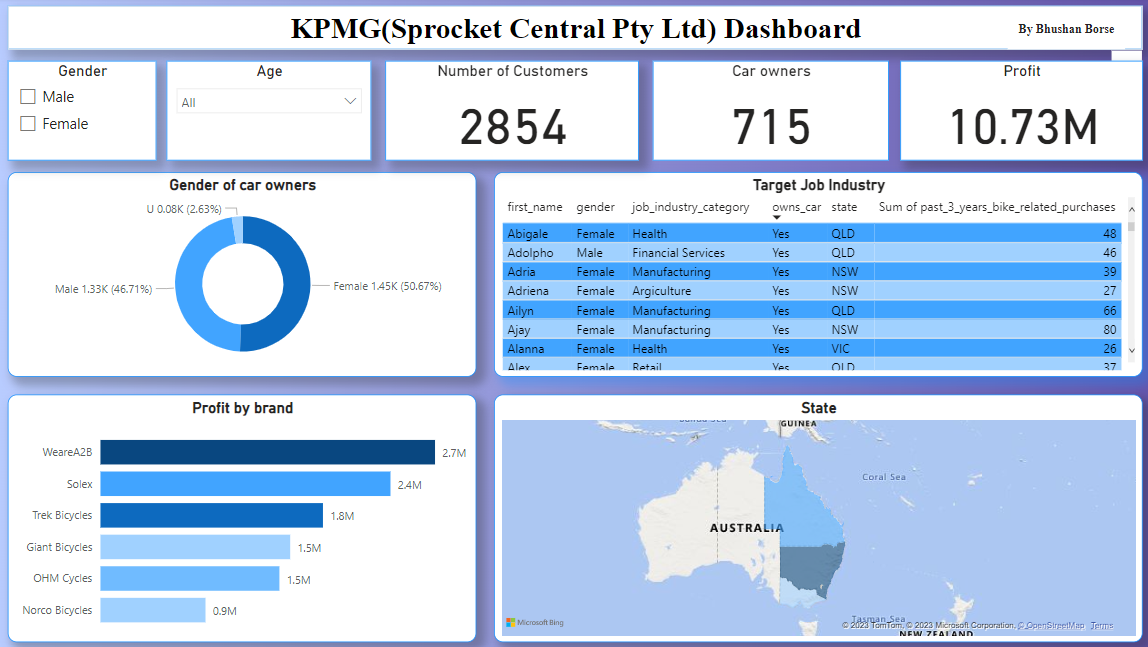 KPMG(Sprocket Central Pty Ltd) Dashboard
By Bhushan Borse
Gender
Male
Female
Age
All
Number of Customers
2854
Car owners
715
Profit
10.73M
Gender of car owners
U 0.08K (2.63%)
Male 1.33K (46.71%)
Female 1.45K (50.67%)
Target Job Industry
first_name gender job_industry_category owns_car state Sum of past_3_years_bike_related_purchases
Abigale Female Health Yes QLD 48
Adolpho Male Financial Services Yes QLD 46
Adria Female Manufacturing Yes NSW 39
Adriena Female Argiculture Yes NSW 27
Ailyn Female Manufacturing Yes QLD 66
Ajay Female Manufacturing Yes NSW 80
Alanna Female Health Yes VIC 26
Alex Female Retail Yes QLD 37
Profit by brand
WeareA2B 2.7M
Solex 2.4M
Trek Bicycles 1.8M
Giant Bicycles 1.5M
OHM Cycles 1.5M
Norco Bicycles 0.9M
State
GUINEA
Coral Sea
AUSTRALIA
Tasman Sea
Microsoft Bing
© 2023 TomTom, © 2023 Microsoft Corporation, © OpenStreetMap Terms
NEW ZEALAND